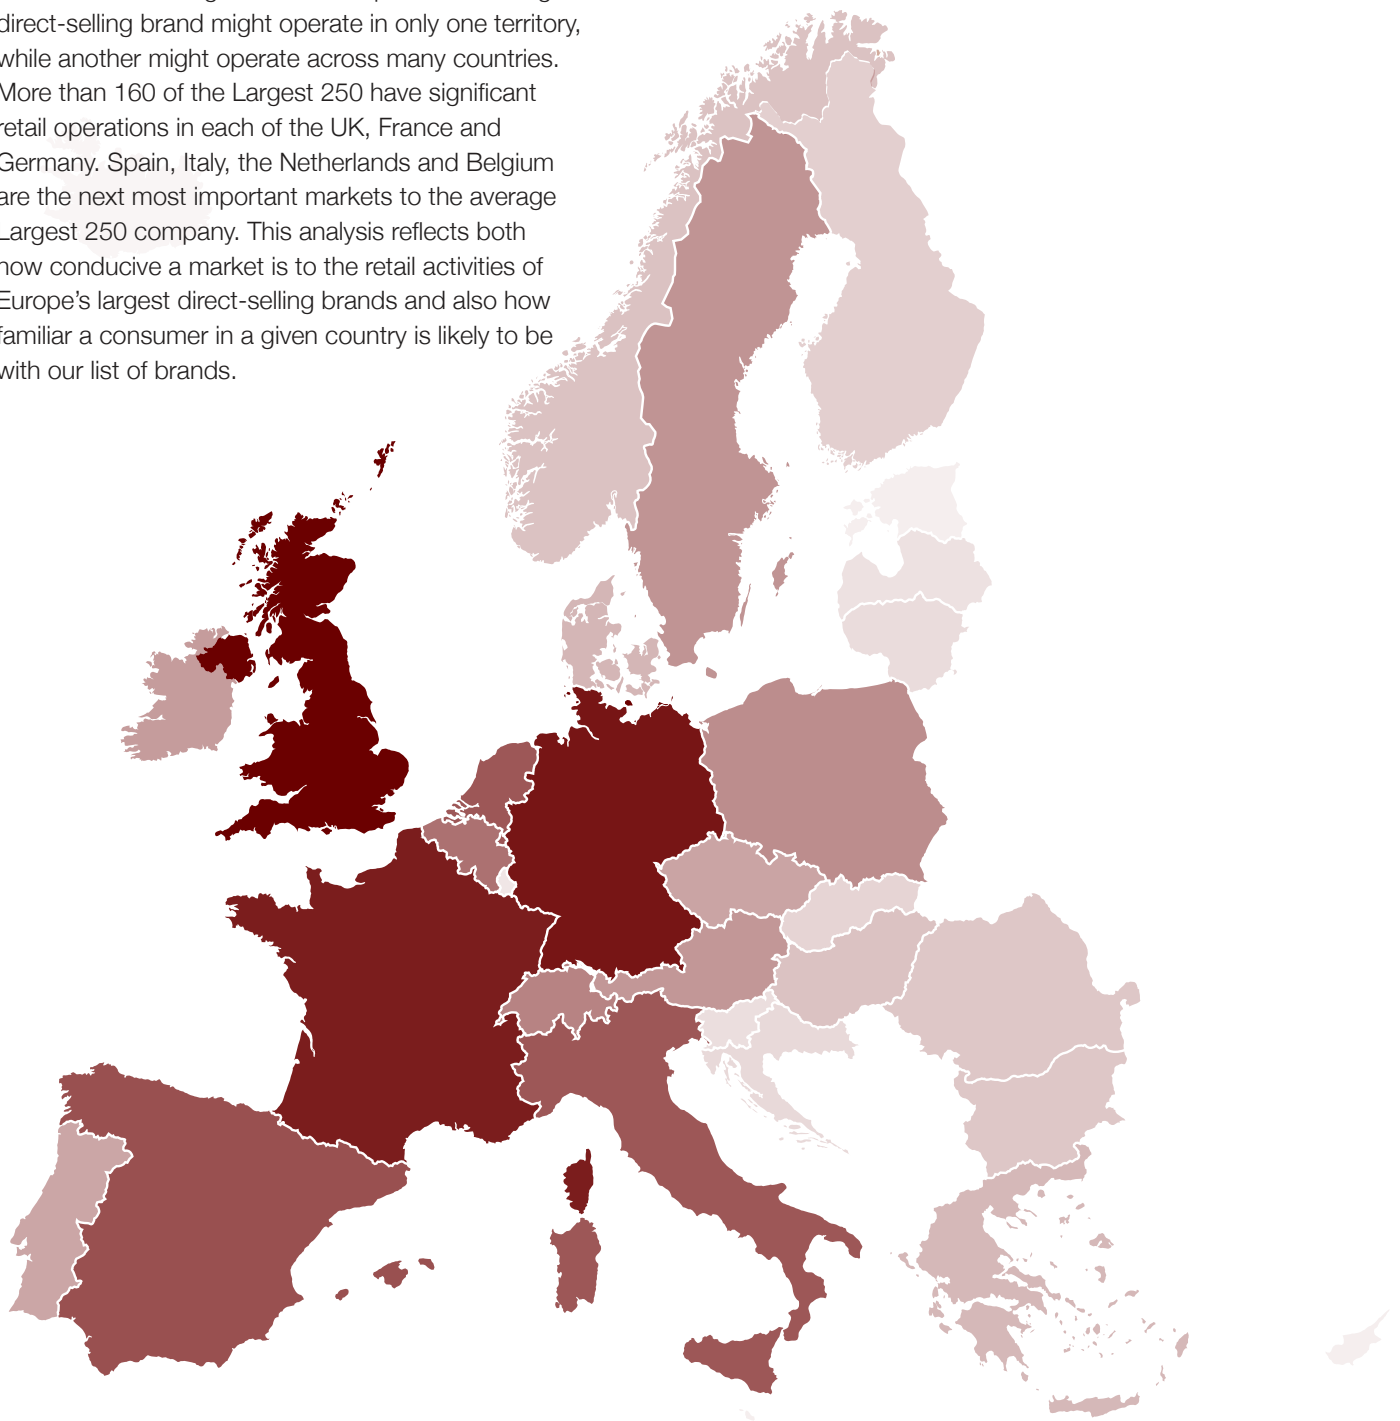 direct-selling brand might operate in only one territory,
while another might operate across many countries.
More than 160 of the Largest 250 have significant
retail operations in each of the UK, France and
Germany. Spain, Italy, the Netherlands and Belgium
are the next most important markets to the average
Largest 250 company. This analysis reflects both
how conducive a market is to the retail activities of
Europe’s largest direct-selling brands and also how
familiar a consumer in a given country is likely to be
with our list of brands.